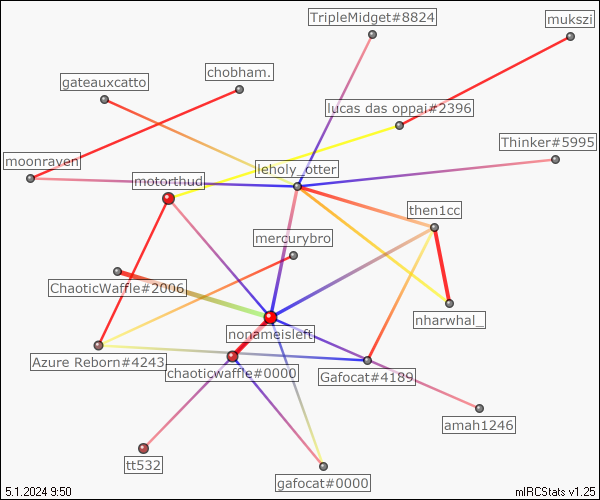 TripleMidget#8824
mukszi
chobham.
gateauxcatto
lucas das oppai#2396
Thinker#5995
moonraven
leholy_otter
motorthud
then1cc
mercurybro
ChaoticWaffle#2006
nharwhal_
nonameisleft
Azure Reborn#4243
chaoticwaffle#0000
Gafocat#4189
amah1246
tt532
gafocat#0000
5.1.2024 9:50
mIRCStats v1.25